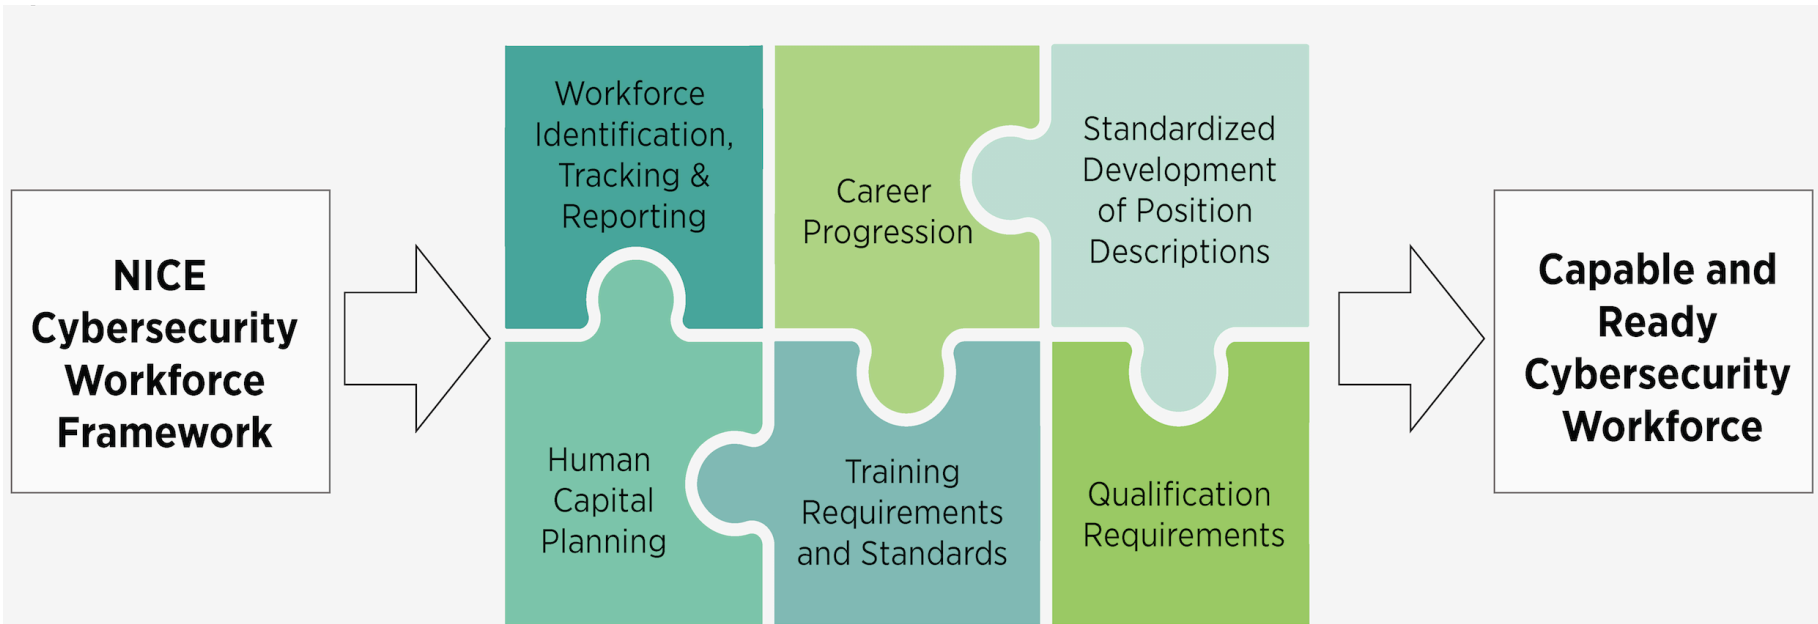 NICE
Cybersecurity
Workforce
Framework
Workforce
Identification,
Tracking &
Reporting
Career
Progression
Standardized
Development
of Position
Descriptions
Human
Capital
Planning
Training
Requirements
and Standards
Qualification
Requirements
Capable and
Ready
Cybersecurity
Workforce